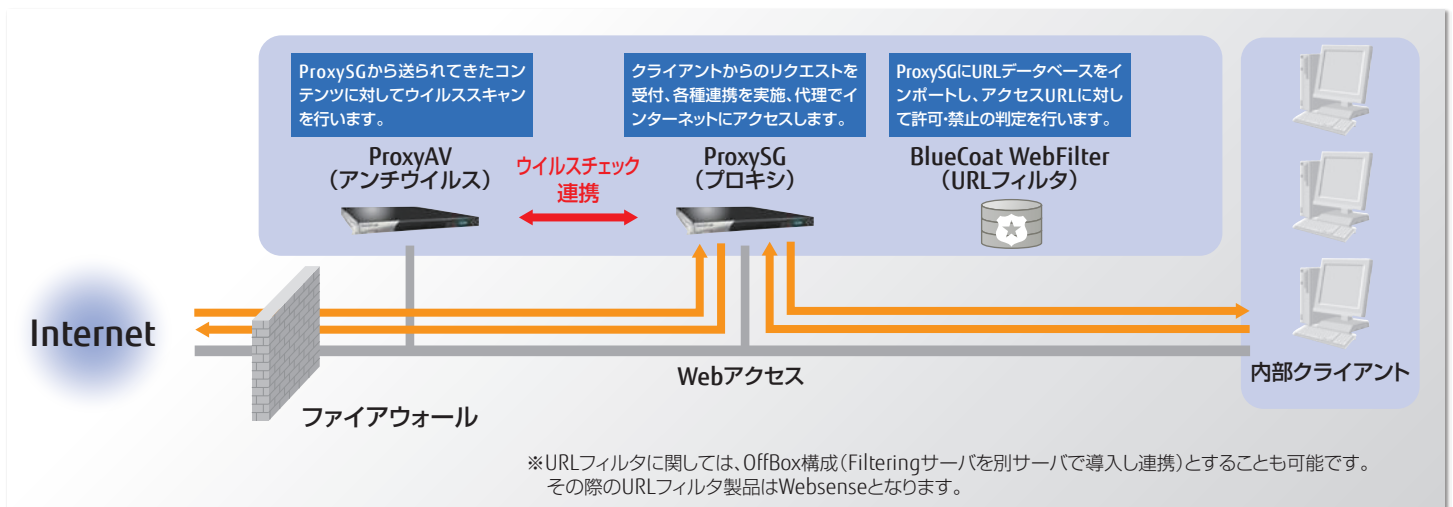 ProxySGから送られてきたコン
テンツに対してウイルススキャン
を行います。
クライアントからのリクエストを
受付、各種連携を実施、代理でイ
ンターネットにアクセスします。
ProxySGにURLデータベースをイ
ンポートし、アクセスURLに対し
て許可・禁止の判定を行います。
ProxyAV
（アンチウイルス）
ウイルスチェック
連携
ProxySG
（プロキシ）
BlueCoat WebFilter
（URLフィルタ）
Internet
ファイアウォール
Webアクセス
内部クライアント
※URLフィルタに関しては、OffBox構成（Filteringサーバを別サーバで導入し連携）とすることも可能です。
その際のURLフィルタ製品はWebsenseとなります。